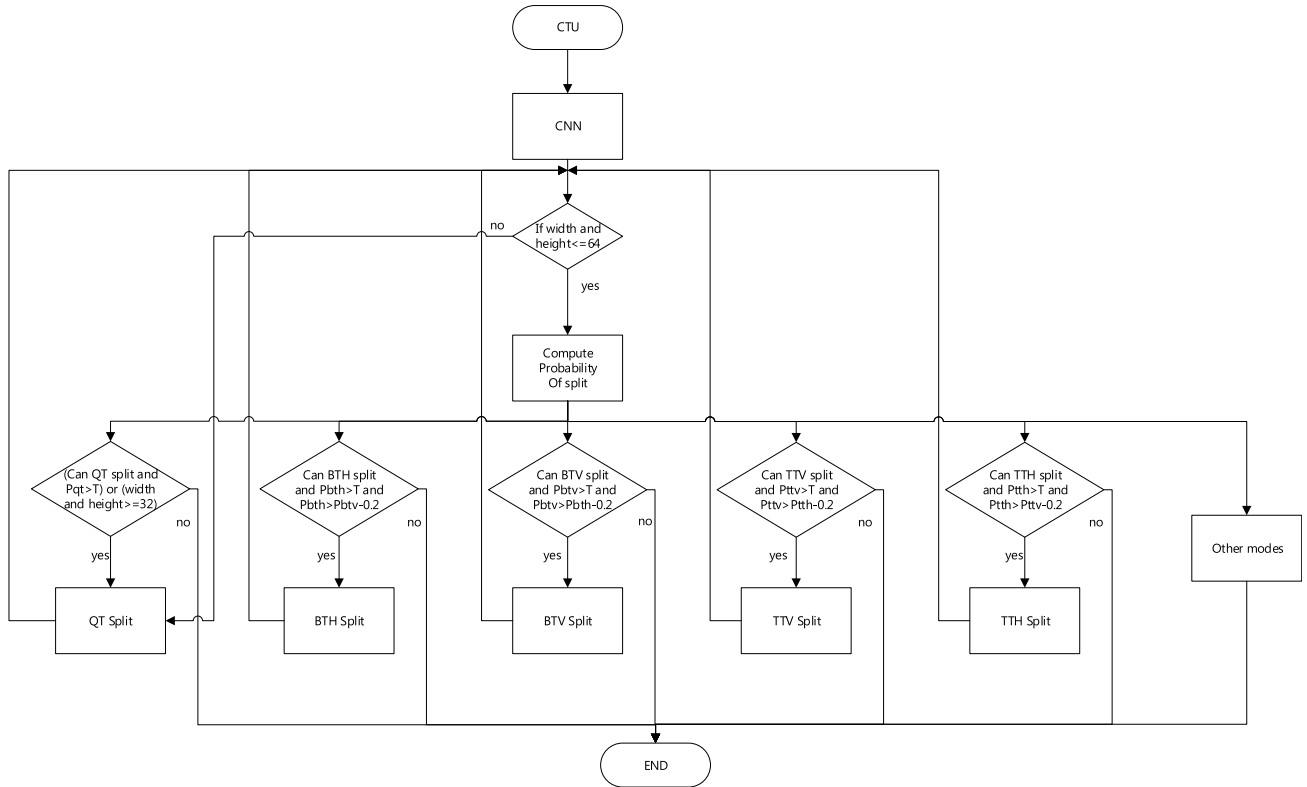 CTU
CNN
no
If width and
height<=64
yes
Compute
Probability
Of split
(Can QT split and
Pqt>T) or (width
and height>=32)
no
yes
QT Split
Can BTH split
and Pbth>T and
Pbth>Pbtv-0.2
no
yes
BTH Split
Can BTV split
and Pbtv>T and
Pbtv>Pbth-0.2
no
yes
BTV Split
Can TTV split
and Pttv>T and
Pttv>Ptth-0.2
no
yes
TTV Split
Can TTH split
and Ptth>T and
Ptth>Pttv-0.2
no
yes
TTH Split
Other modes
END